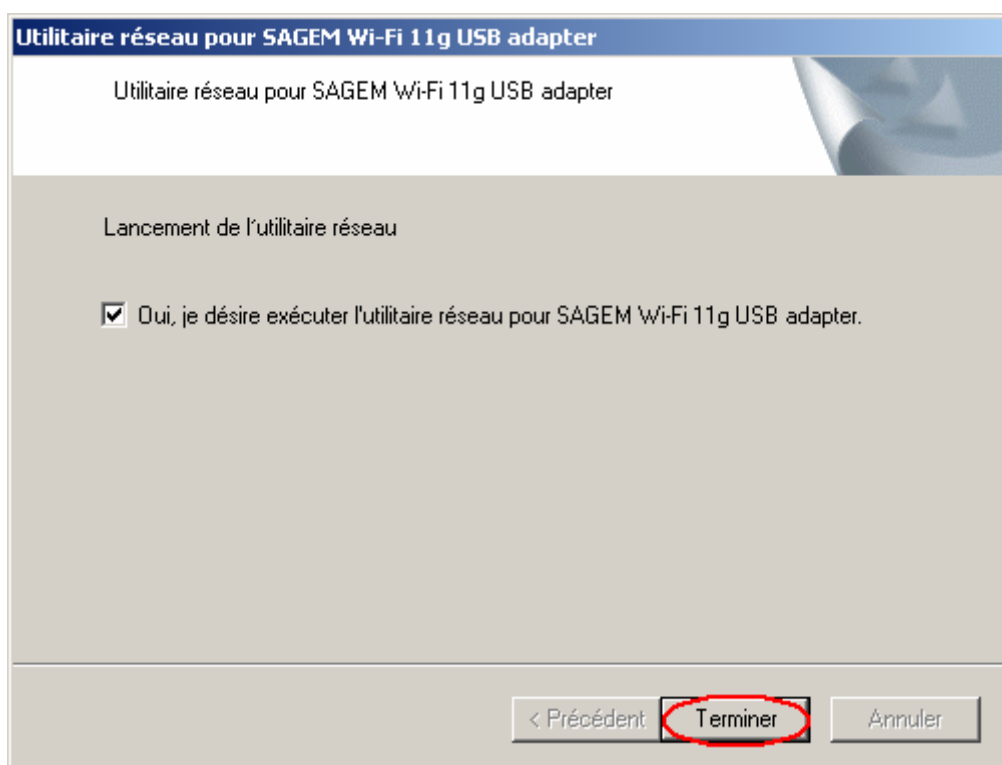 Utilitaire réseau pour SAGEM Wi-Fi 11g USB adapter
Utilitaire réseau pour SAGEM Wi-Fi 11g USB adapter
Lancement de l'utilitaire réseau
Oui, je désire exécuter l'utilitaire réseau pour SAGEM Wi-Fi 11g USB adapter.
< Précédent Terminer Annuler